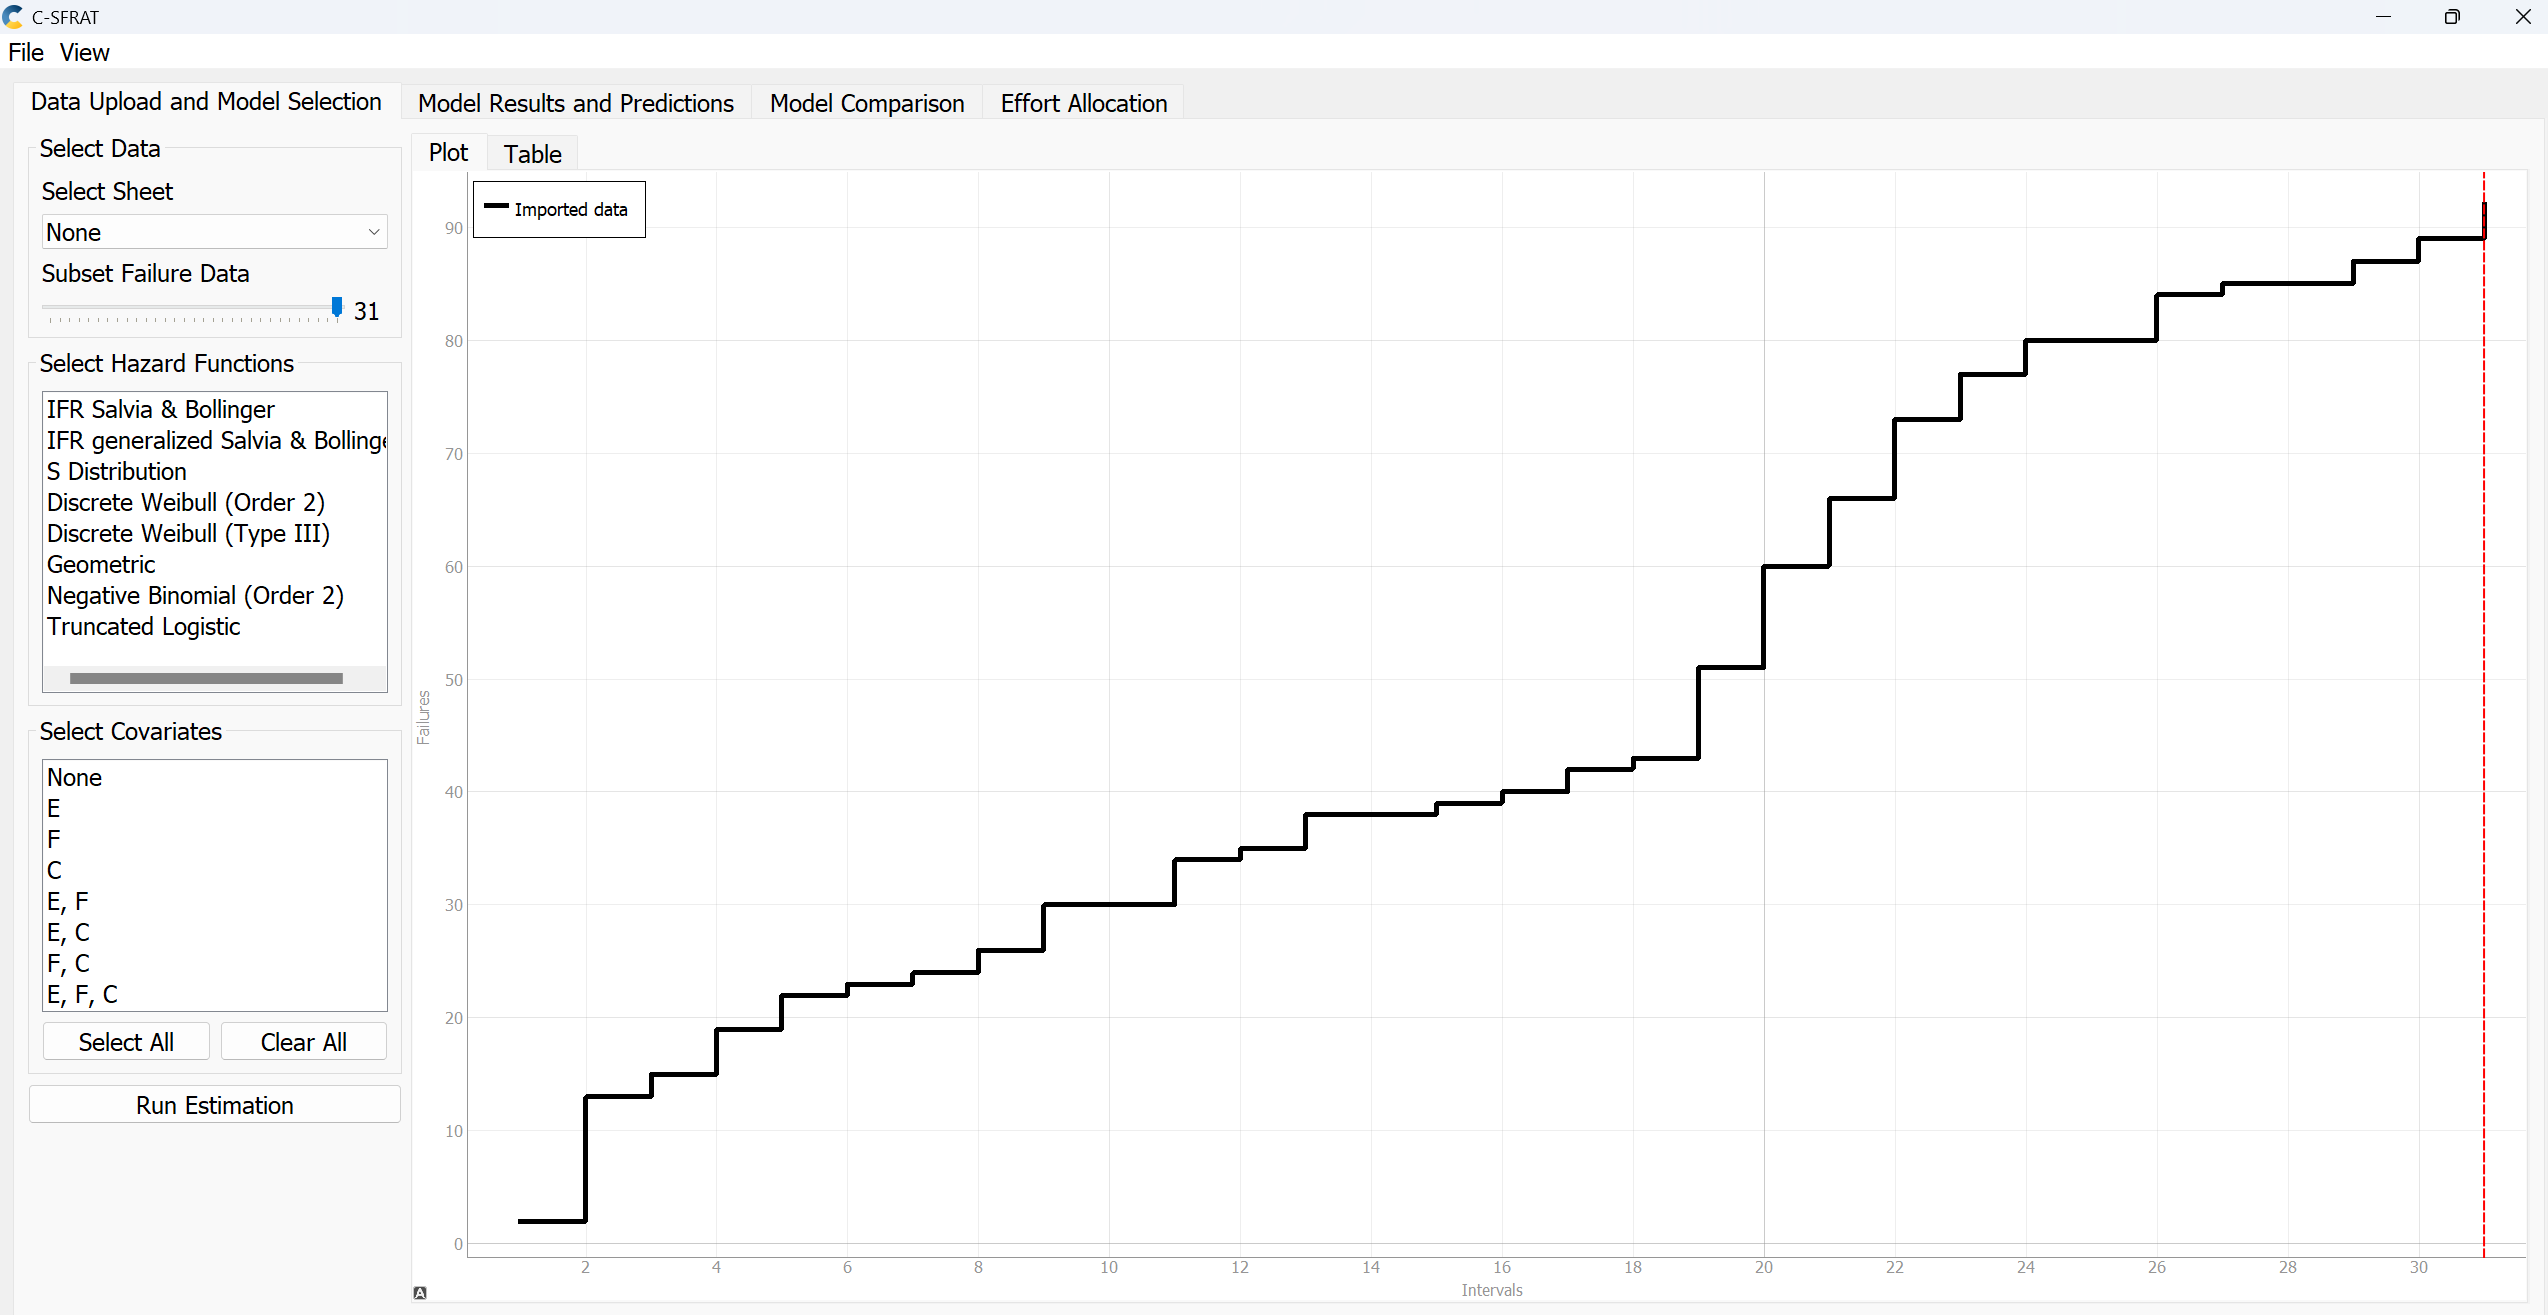 C-SFRAT
File View
Data Upload and Model Selection
Model Results and Predictions
Model Comparison
Effort Allocation
Select Data
Select Sheet
None
Subset Failure Data
31
Select Hazard Functions
IFR Salvia & Bollinger
IFR generalized Salvia & Bollinge
S Distribution
Discrete Weibull (Order 2)
Discrete Weibull (Type III)
Geometric
Negative Binomial (Order 2)
Truncated Logistic
Select Covariates
None
E
F
C
E, F
E, C
F, C
E, F, C
Select All
Clear All
Run Estimation
Plot
Table
Imported data
90
80
70
60
50
40
30
20
10
0
Failures
2 4 6 8 10 12 14 16 18 20 22 24 26 28 30
Intervals
A